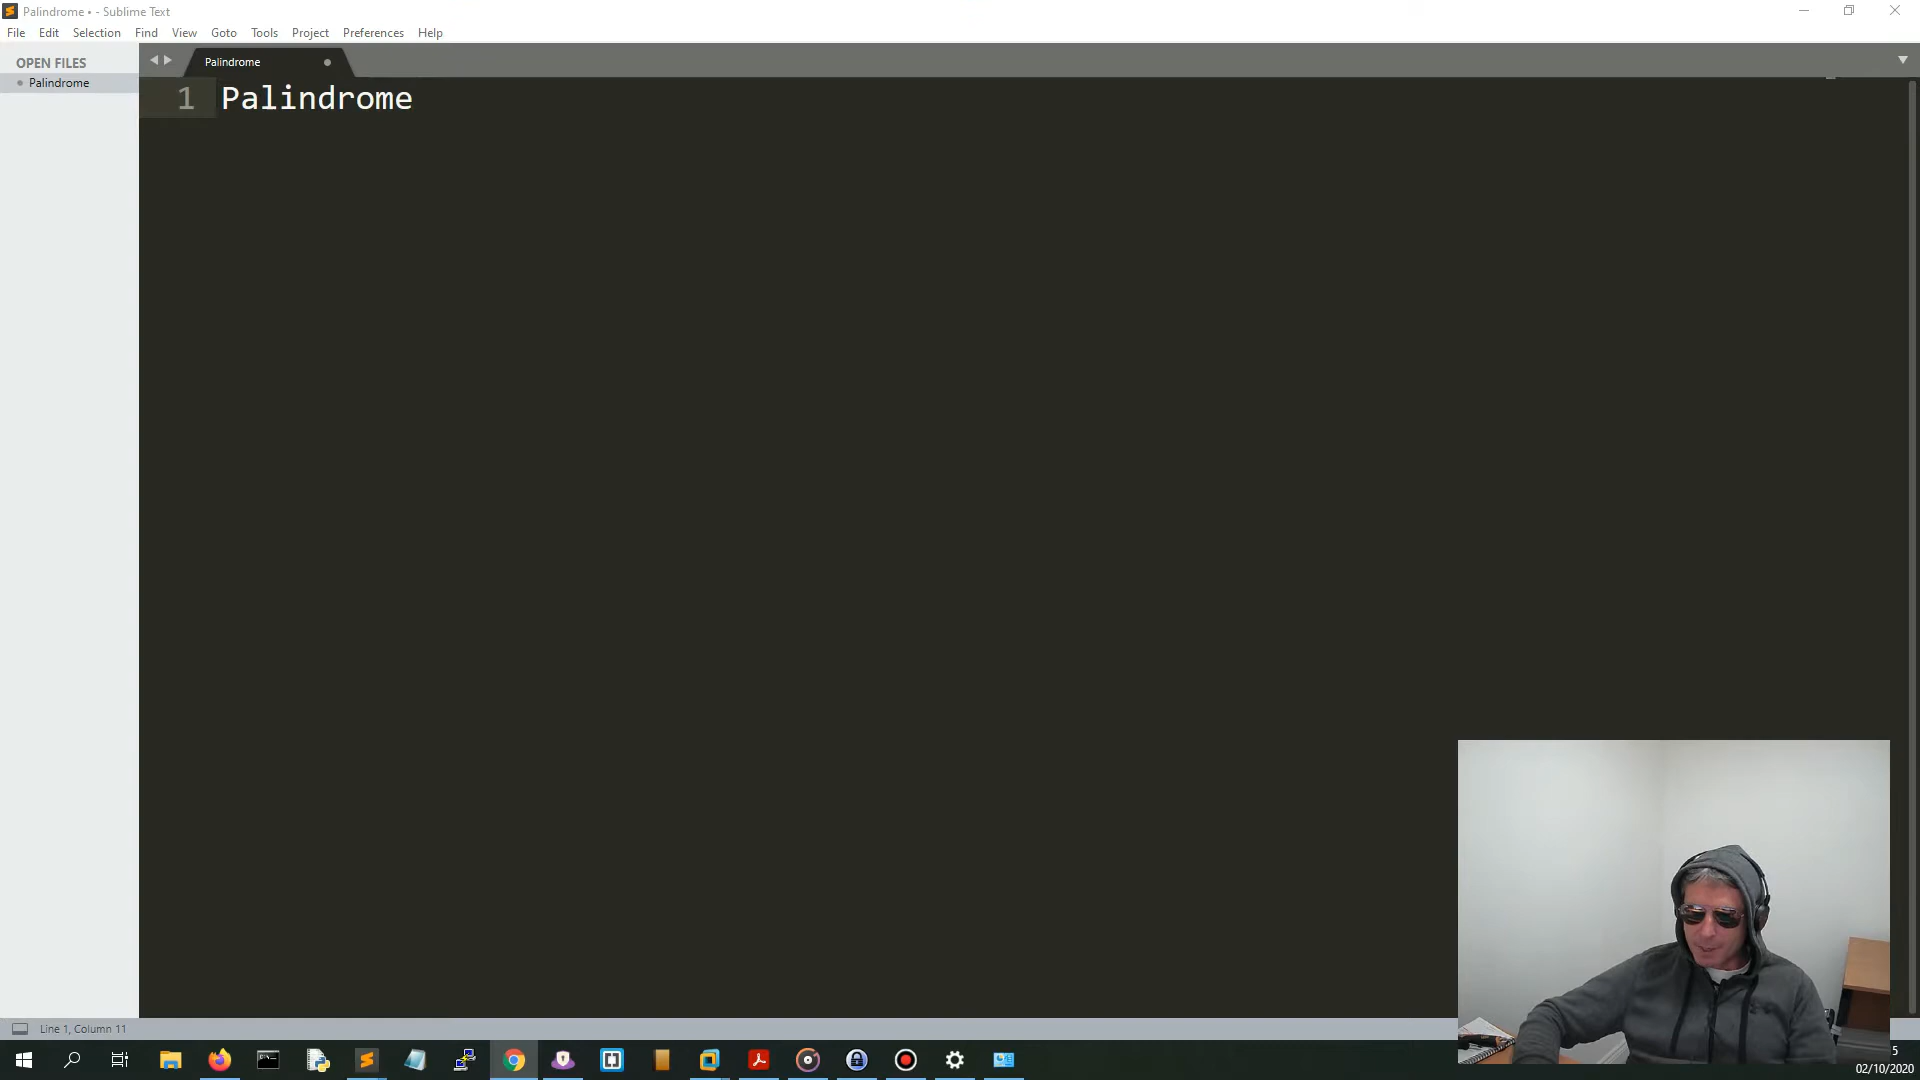 Palindrome • - Sublime Text
File Edit Selection Find View Goto Tools Project Preferences Help
OPEN FILES
Palindrome
Palindrome
1 Palindrome
Line 1, Column 11
5
02/10/2020